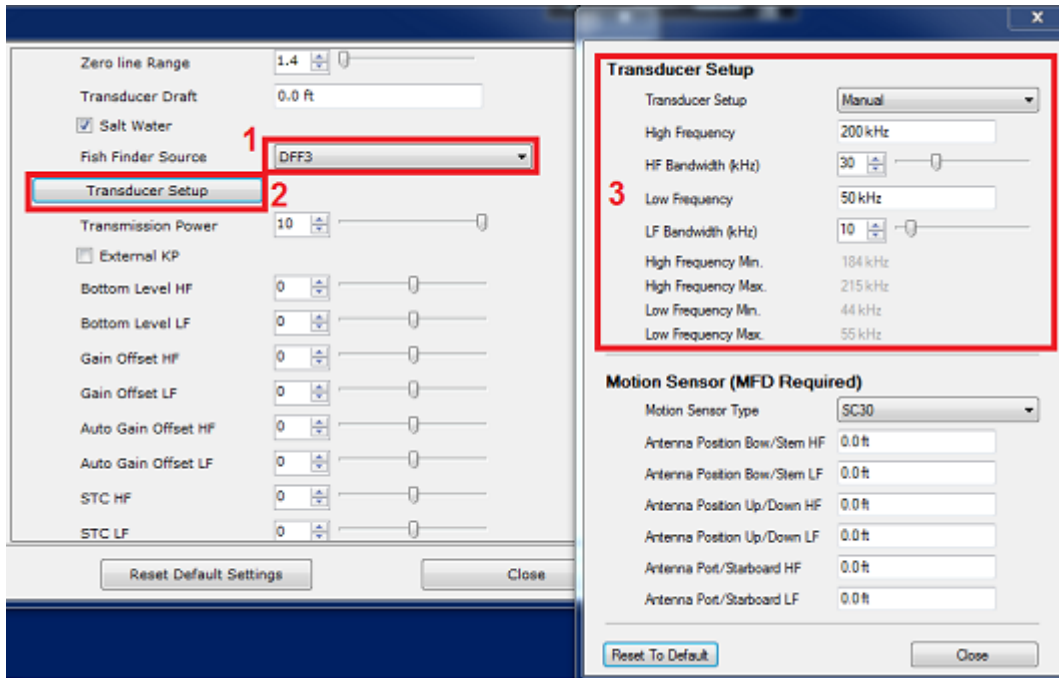 Zero line Range 1.4
Transducer Draft 0.0 ft
Salt Water
1
Fish Finder Source DFF3
Transducer Setup
2
Transmission Power 10
External KP
Bottom Level HF 0
Bottom Level LF 0
Gain Offset HF 0
Gain Offset LF 0
Auto Gain Offset HF 0
Auto Gain Offset LF 0
STC HF 0
STC LF 0
Reset Default Settings Close
x
Transducer Setup
Transducer Setup Manual
High Frequency 200 kHz
HF Bandwidth (kHz) 30
3
Low Frequency 50 kHz
LF Bandwidth (kHz) 10
High Frequency Min. 184 kHz
High Frequency Max. 215 kHz
Low Frequency Min. 44 kHz
Low Frequency Max. 55 kHz
Motion Sensor (MFD Required)
Motion Sensor Type SC30
Antenna Position Bow/Stern HF 0.0 ft
Antenna Position Bow/Stern LF 0.0 ft
Antenna Position Up/Down HF 0.0 ft
Antenna Position Up/Down LF 0.0 ft
Antenna Port/Starboard HF 0.0 ft
Antenna Port/Starboard LF 0.0 ft
Reset To Default Close